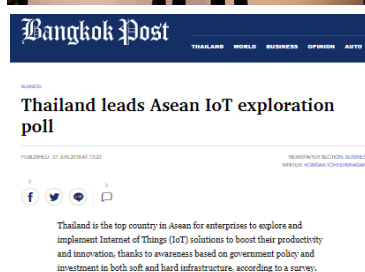 Bangkok Post
THAILAND WORLD BUSINESS OPINION AUTO
BUSINESS
Thailand leads Asean IoT exploration
poll
PUBLISHED : 21 JUN 2018 AT 13:23
NEWSPAPER SECTION: BUSINESS
WRITER: KOMSAN
0 3
Thailand is the top country in Asean for enterprises to explore and
implement Internet of Things (IoT) solutions to boost their productivity
and innovation, thanks to awareness based on government policy and
investment in both soft and hard infrastructure, according to a survey.